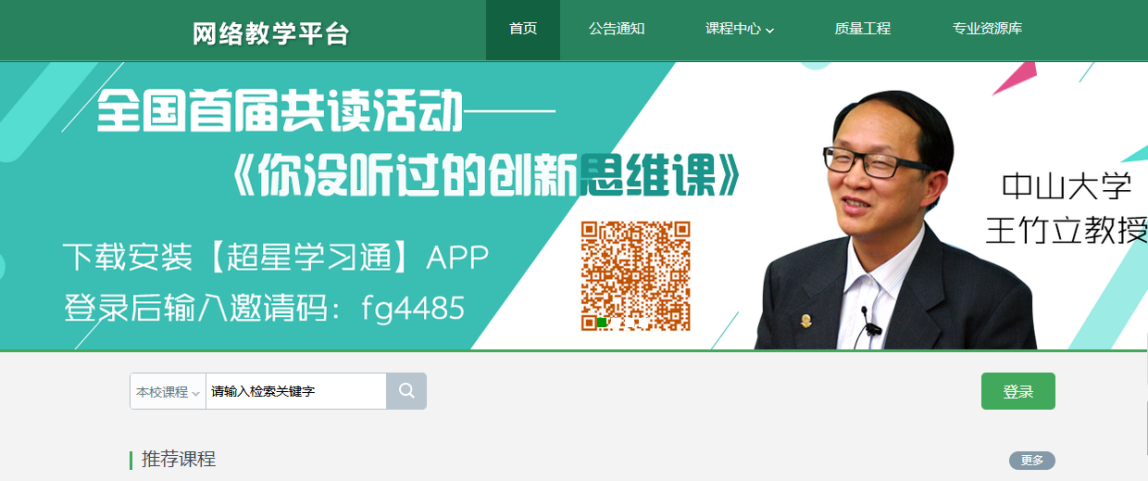 网络教学平台 首页 公告通知 课程中心 质量工程 专业资源库
全国首届共读活动——
《你没听过的创新思维课》
中山大学
王竹立教授
下载安装【超星学习通】APP
登录后输入邀请码：fg4485
本校课程 请输入检索关键字 登录
推荐课程 更多